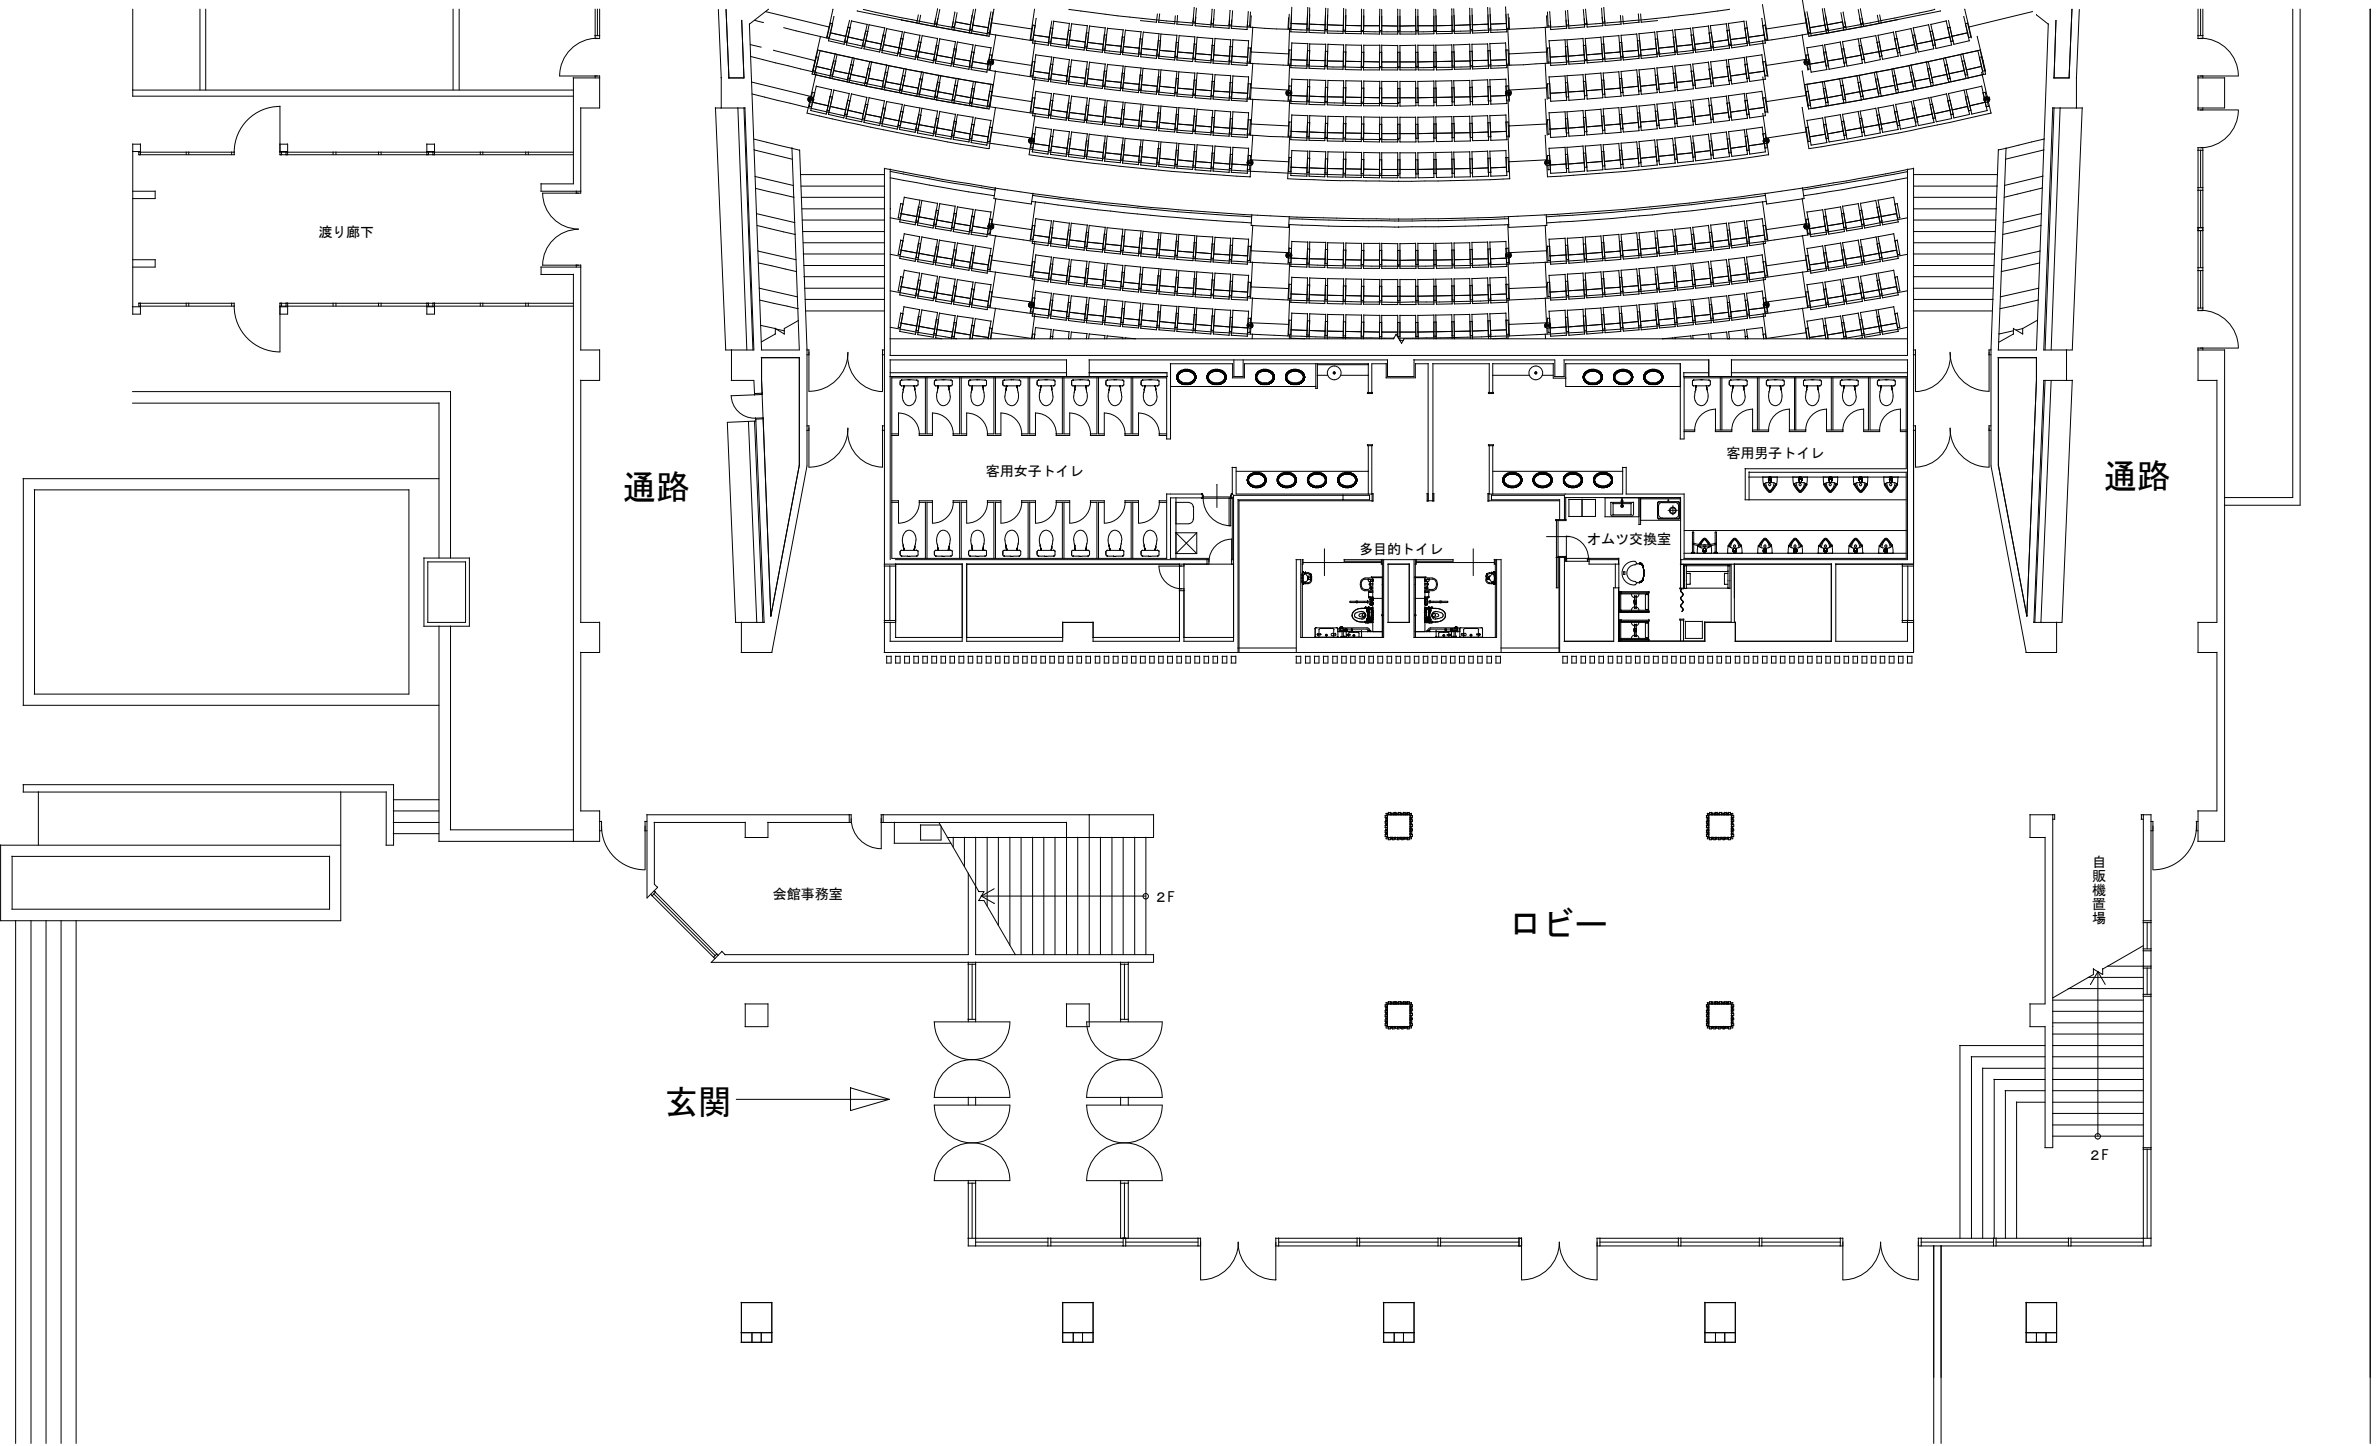 渡り廊下
客用女子トイレ
客用男子トイレ
通路
通路
多目的トイレ
オムツ交換室
会館事務室
2F
ロビー
自販機置場
玄関
2F